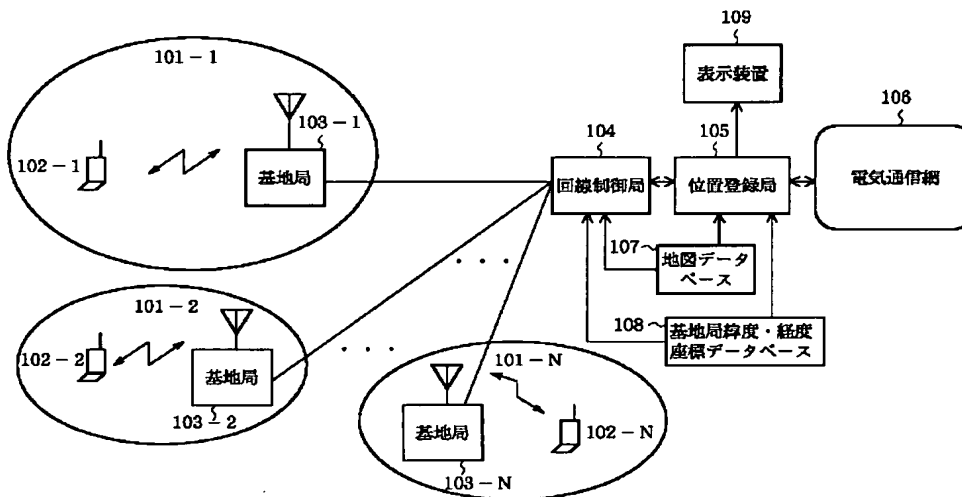 109
表示装置
101-1
103-1
102-1
基地局
104
回線制御局
105
位置登録局
106
電気通信網
107
地図データ
ベース
108
基地局緯度・経度
座標データベース
101-2
102-2
基地局
103-2
101-N
基地局
102-N
103-N